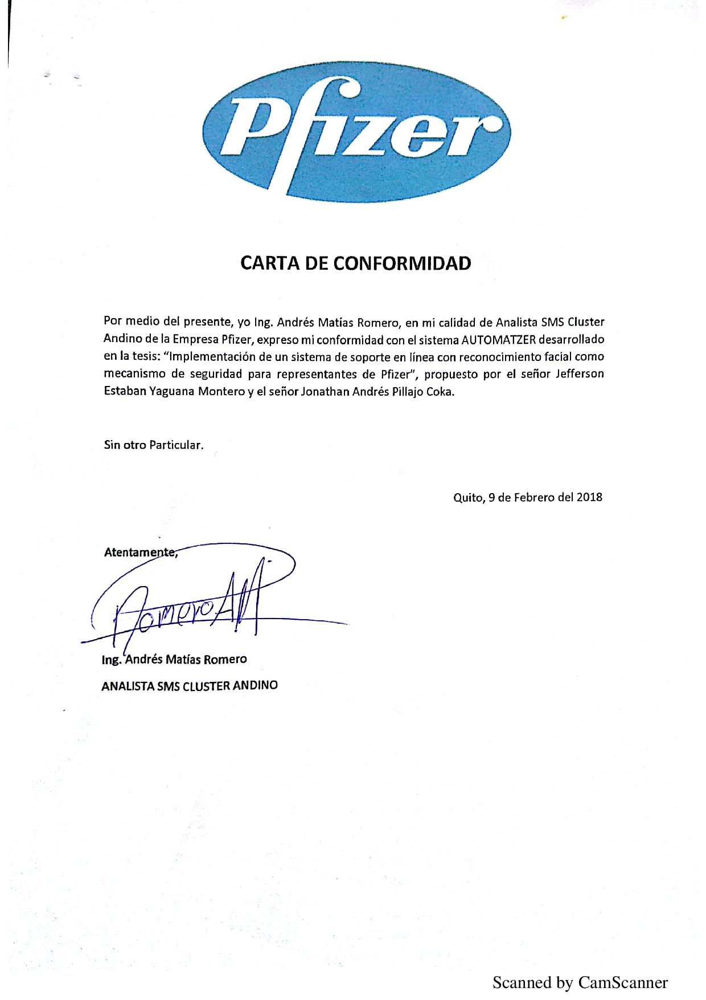 Pfizer
CARTA DE CONFORMIDAD
Por medio del presente, yo Ing. Andrés Matías Romero, en mi calidad de Analista SMS Cluster
Andino de la Empresa Pfizer, expreso mi conformidad con el sistema AUTOMATZER desarrollado
en la tesis: “Implementación de un sistema de soporte en línea con reconocimiento facial como
mecanismo de seguridad para representantes de Pfizer”, propuesto por el señor Jefferson
Estaban Yaguana Montero y el señor Jonathan Andrés Pillajo Coka.
Sin otro Particular.
Quito, 9 de Febrero del 2018
Atentamente,
Romero AM
Ing. Andrés Matías Romero
ANALISTA SMS CLUSTER ANDINO
Scanned by CamScanner